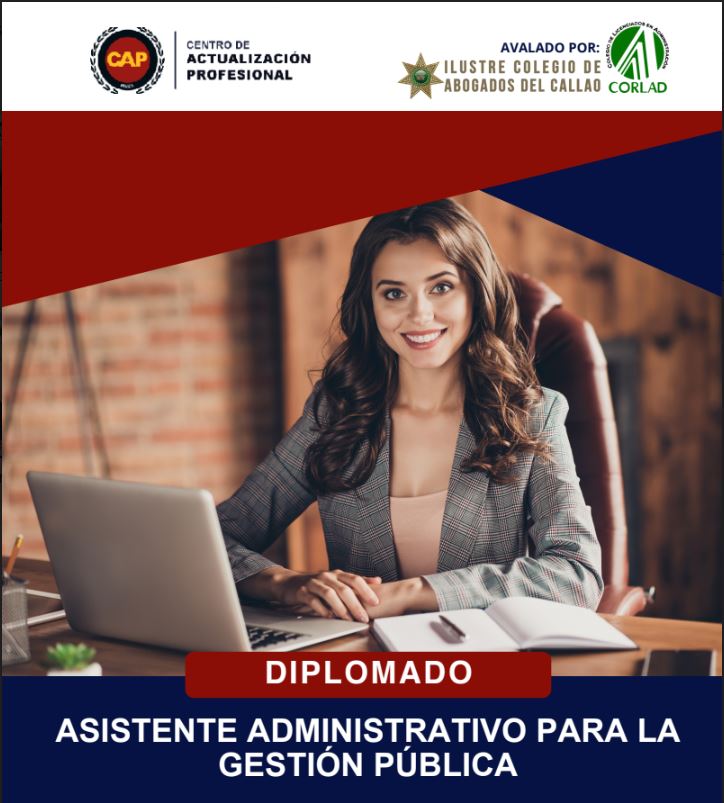 CAP
CENTRO DE
ACTUALIZACIÓN
PROFESIONAL
AVALADO POR:
ILUSTRE COLEGIO DE
ABOGADOS DEL CALLAO
COLEGIO DE LICENCIADOS EN ADMINISTRACIÓN
CORLAD
DIPLOMADO
ASISTENTE ADMINISTRATIVO PARA LA
GESTIÓN PÚBLICA